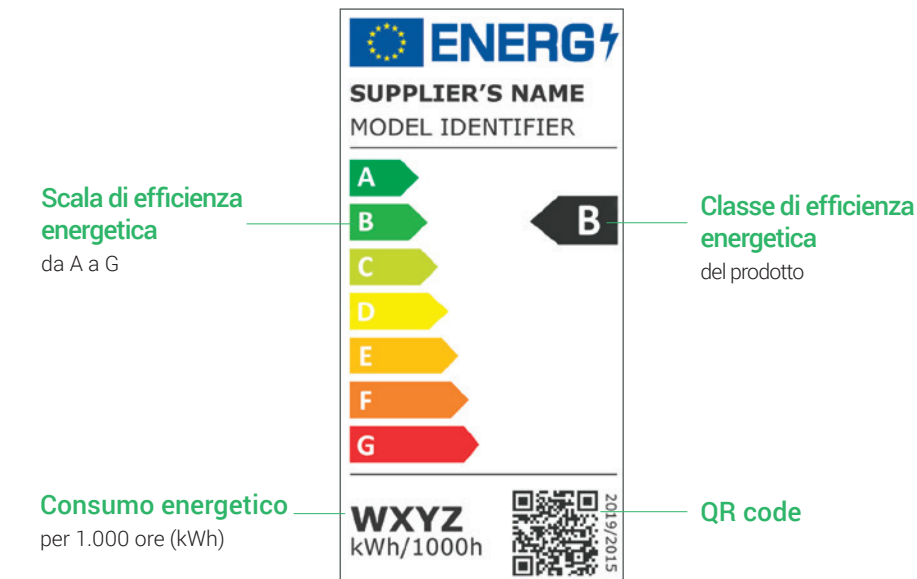 ENERG
SUPPLIER'S NAME
MODEL IDENTIFIER
Scala di efficienza
energetica
da A a G
A
B
C
D
E
F
G
B
Classe di efficienza
energetica
del prodotto
Consumo energetico
per 1.000 ore (kWh)
WXYZ
kWh/1000h
2019/2015
QR code